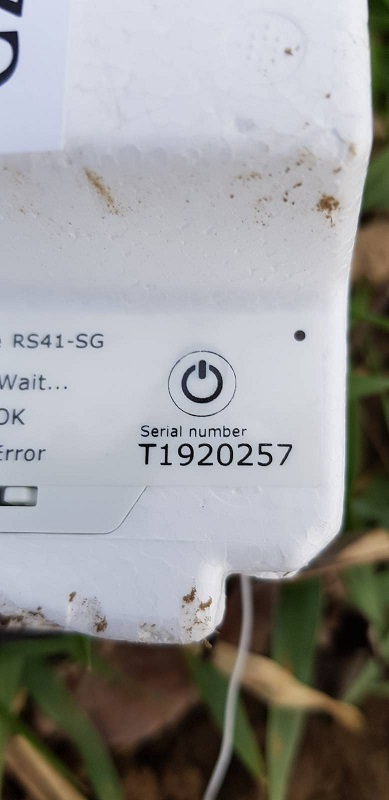 RS41-SG
Wait...
OK
Error
Serial number
T1920257